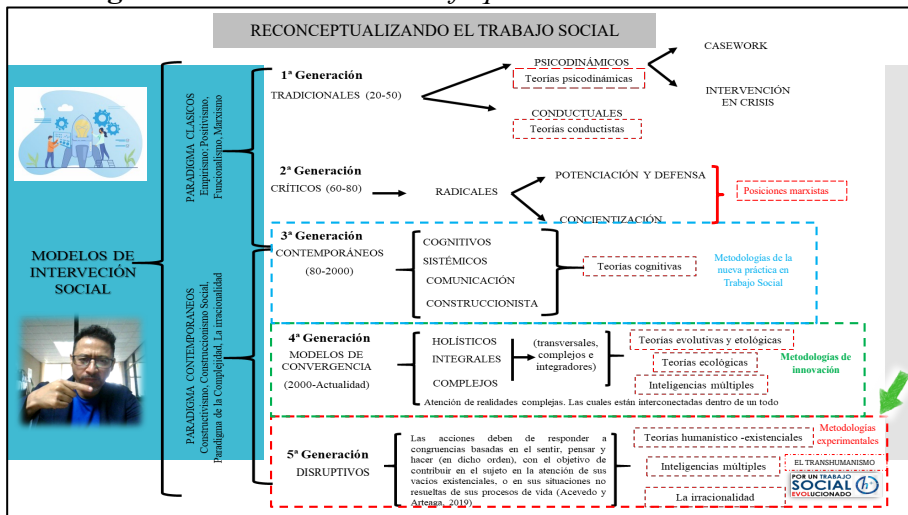 RECONCEPTUALIZANDO EL TRABAJO SOCIAL
MODELOS DE
INTERVECIÓN
SOCIAL
PARADIGMA CLASICOS
Empirismo; Positivismo,
Funcionalismo, Marxismo
PARADIGMA CONTEMPORANEOS
Constructivismo, Construccionismo Social,
Paradigma de la Complejidad, La irracionalidad
1ª Generación
TRADICIONALES (20-50)
PSICODINÁMICOS
Teorías psicodinámicas
CASEWORK
INTERVENCIÓN
EN CRISIS
CONDUCTUALES
Teorías conductistas
2ª Generación
CRÍTICOS (60-80)
RADICALES
POTENCIACIÓN Y DEFENSA
CONCIENTIZACIÓN
Posiciones marxistas
3ª Generación
CONTEMPORÁNEOS
(80-2000)
COGNITIVOS
SISTÉMICOS
COMUNICACIÓN
CONSTRUCCIONISTA
Teorías cognitivas
Metodologías de la
nueva práctica en
Trabajo Social
4ª Generación
MODELOS DE
CONVERGENCIA
(2000-Actualidad)
HOLÍSTICOS
INTEGRALES
COMPLEJOS
(transversales,
complejos e
integradores)
Teorías evolutivas y etológicas
Teorías ecológicas
Inteligencias múltiples
Metodologías de
innovación
Atención de realidades complejas. Las cuales están interconectadas dentro de un todo
5ª Generación
DISRUPTIVOS
Las acciones deben de responder a
congruencias basadas en el sentir, pensar y
hacer (en dicho orden), con el objetivo de
contribuir en el sujeto en la atención de sus
vacios existenciales, o en sus situaciones no
resueltas de sus procesos de vida (Acevedo y
Arteaga, 2019)
Teorías humanístico -existenciales
Inteligencias múltiples
La irracionalidad
Metodologías
experimentales
EL TRANSHUMANISMO
POR UN TRABAJO
SOCIAL
EVOLUCIONADO
h+